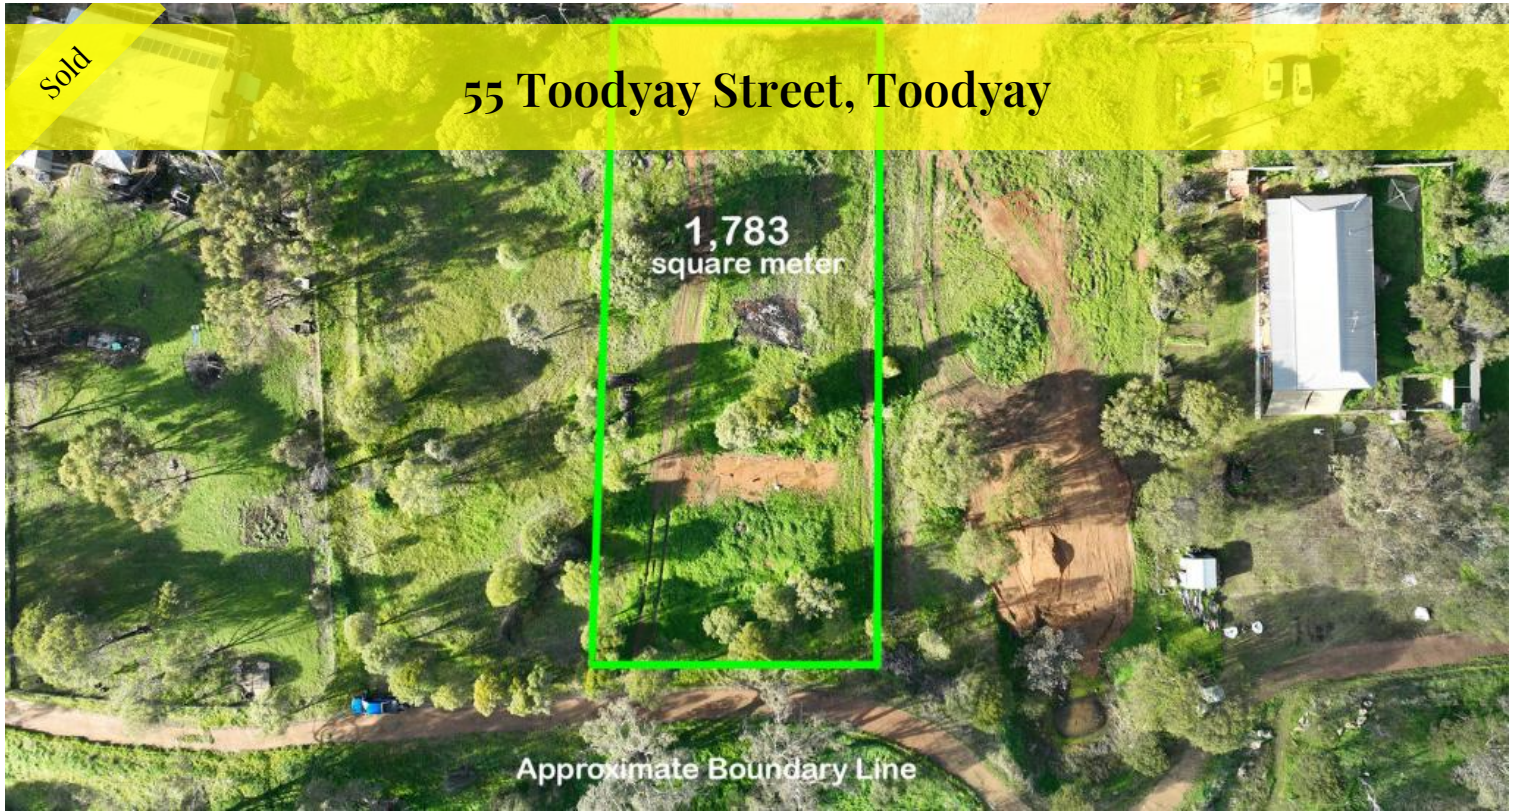 Sold
55 Toodyay Street, Toodyay
1,783
square meter
Approximate Boundary Line